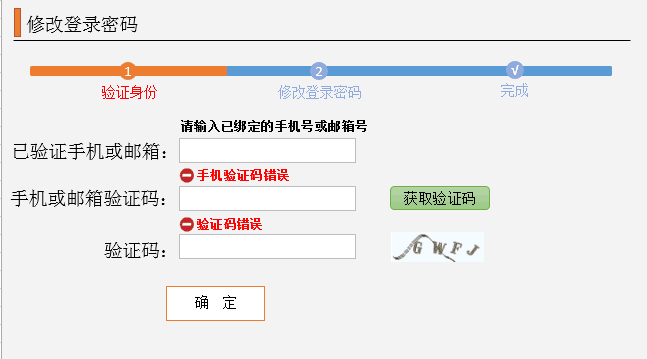 修改登录密码
1 2 √
验证身份 修改登录密码 完成
请输入已绑定的手机号或邮箱号
已验证手机或邮箱：
手机验证码错误
手机或邮箱验证码： 获取验证码
验证码错误
验证码： GWFJ
确 定